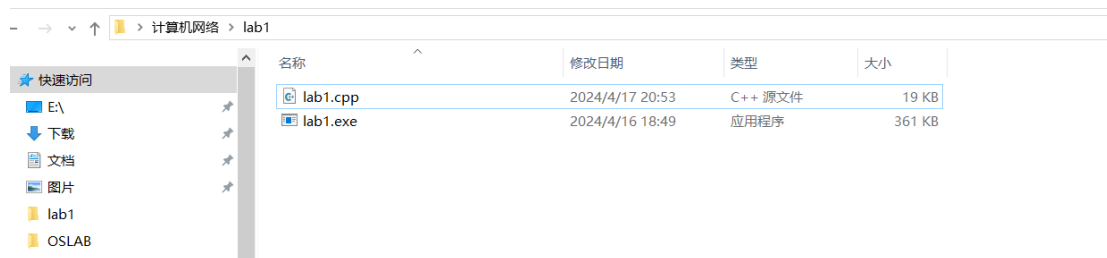 计算机网络 > lab1
快速访问
E:\
下载
文档
图片
lab1
OSLAB
名称 修改日期 类型 大小
lab1.cpp 2024/4/17 20:53 C++ 源文件 19 KB
lab1.exe 2024/4/16 18:49 应用程序 361 KB